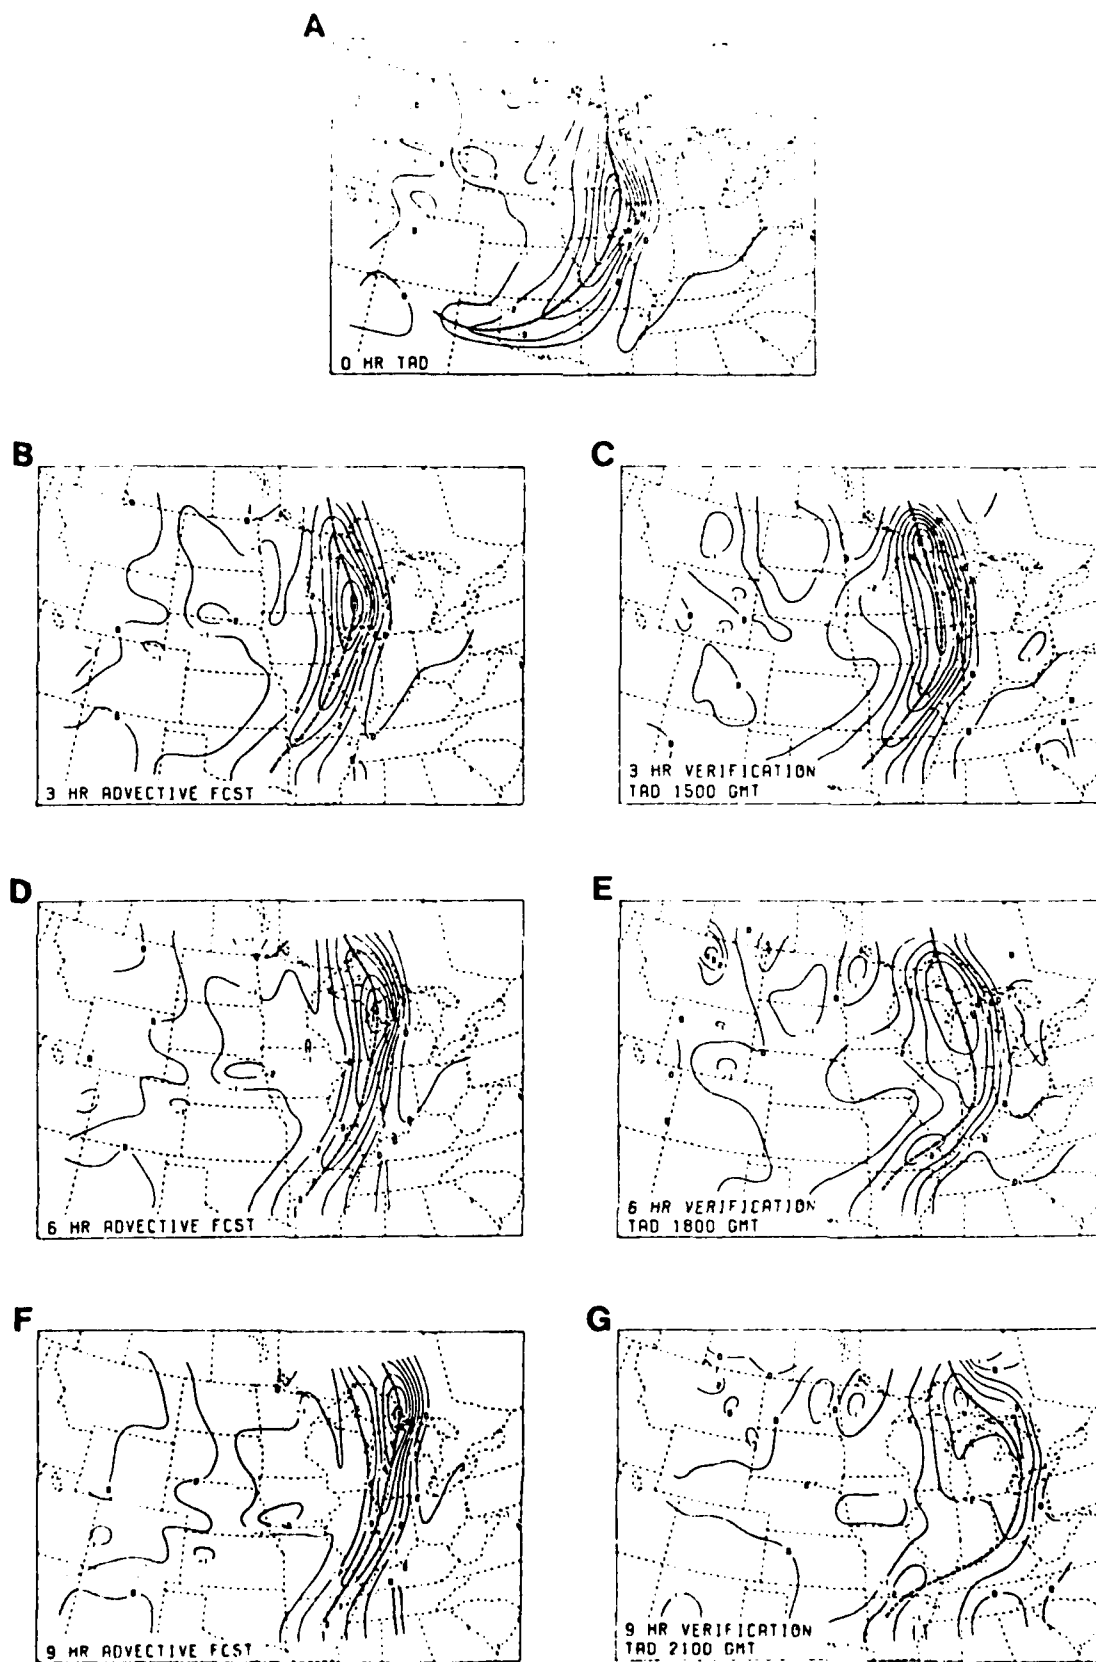 A
0 HR TAD
B
3 HR ADVECTIVE FCST
C
3 HR VERIFICATION
TAD 1500 GMT
D
6 HR ADVECTIVE FCST
E
6 HR VERIFICATION
TAD 1800 GMT
F
9 HR ADVECTIVE FCST
G
9 HR VERIFICATION
TAD 2100 GMT